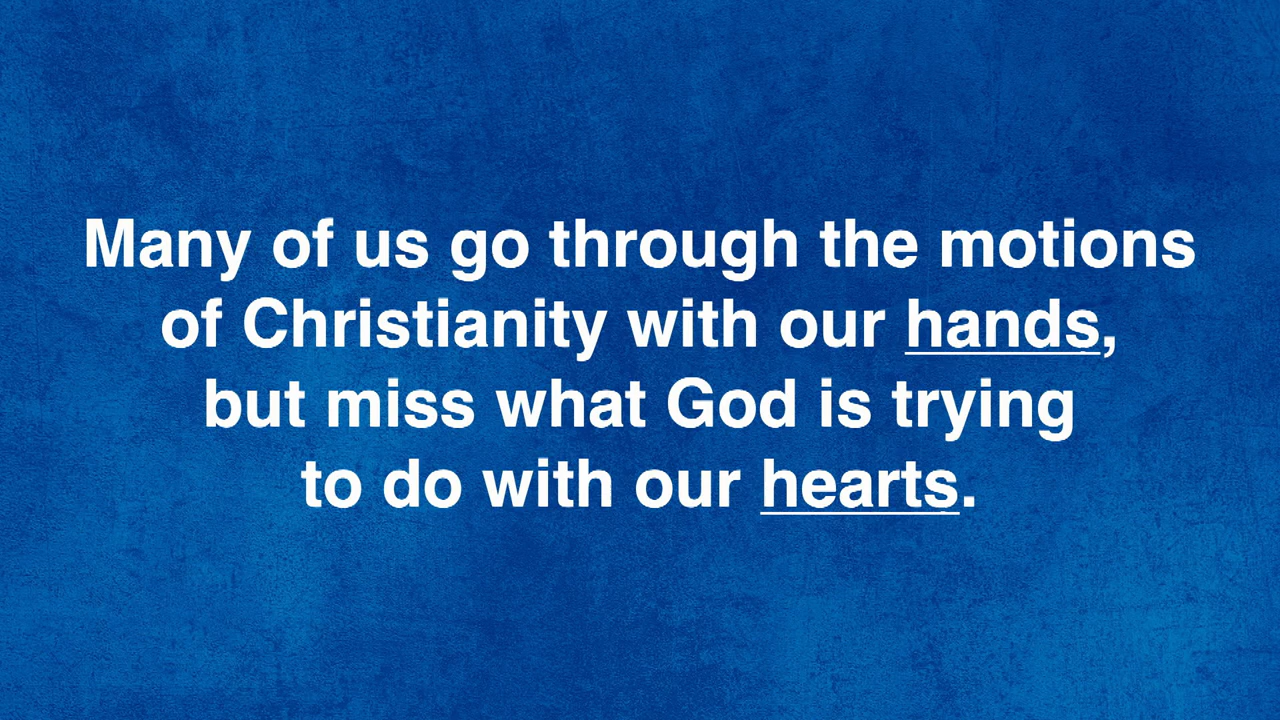 Many of us go through the motions
of Christianity with our hands,
but miss what God is trying
to do with our hearts.